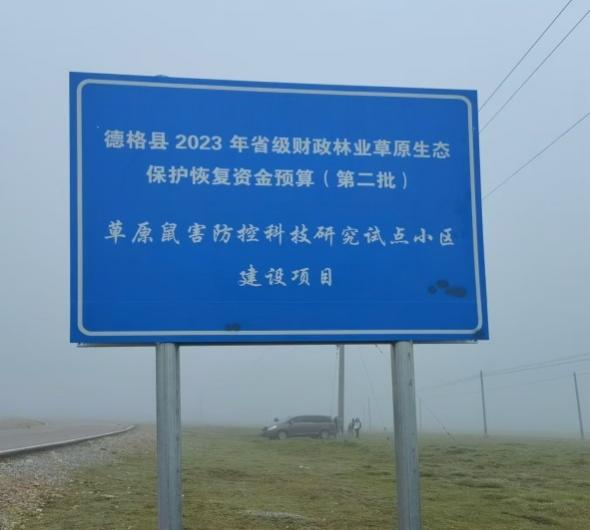 德格县 2023 年省级财政林业草原生态
保护恢复资金预算（第二批）
草原鼠害防控科技研究试点小区
建设项目